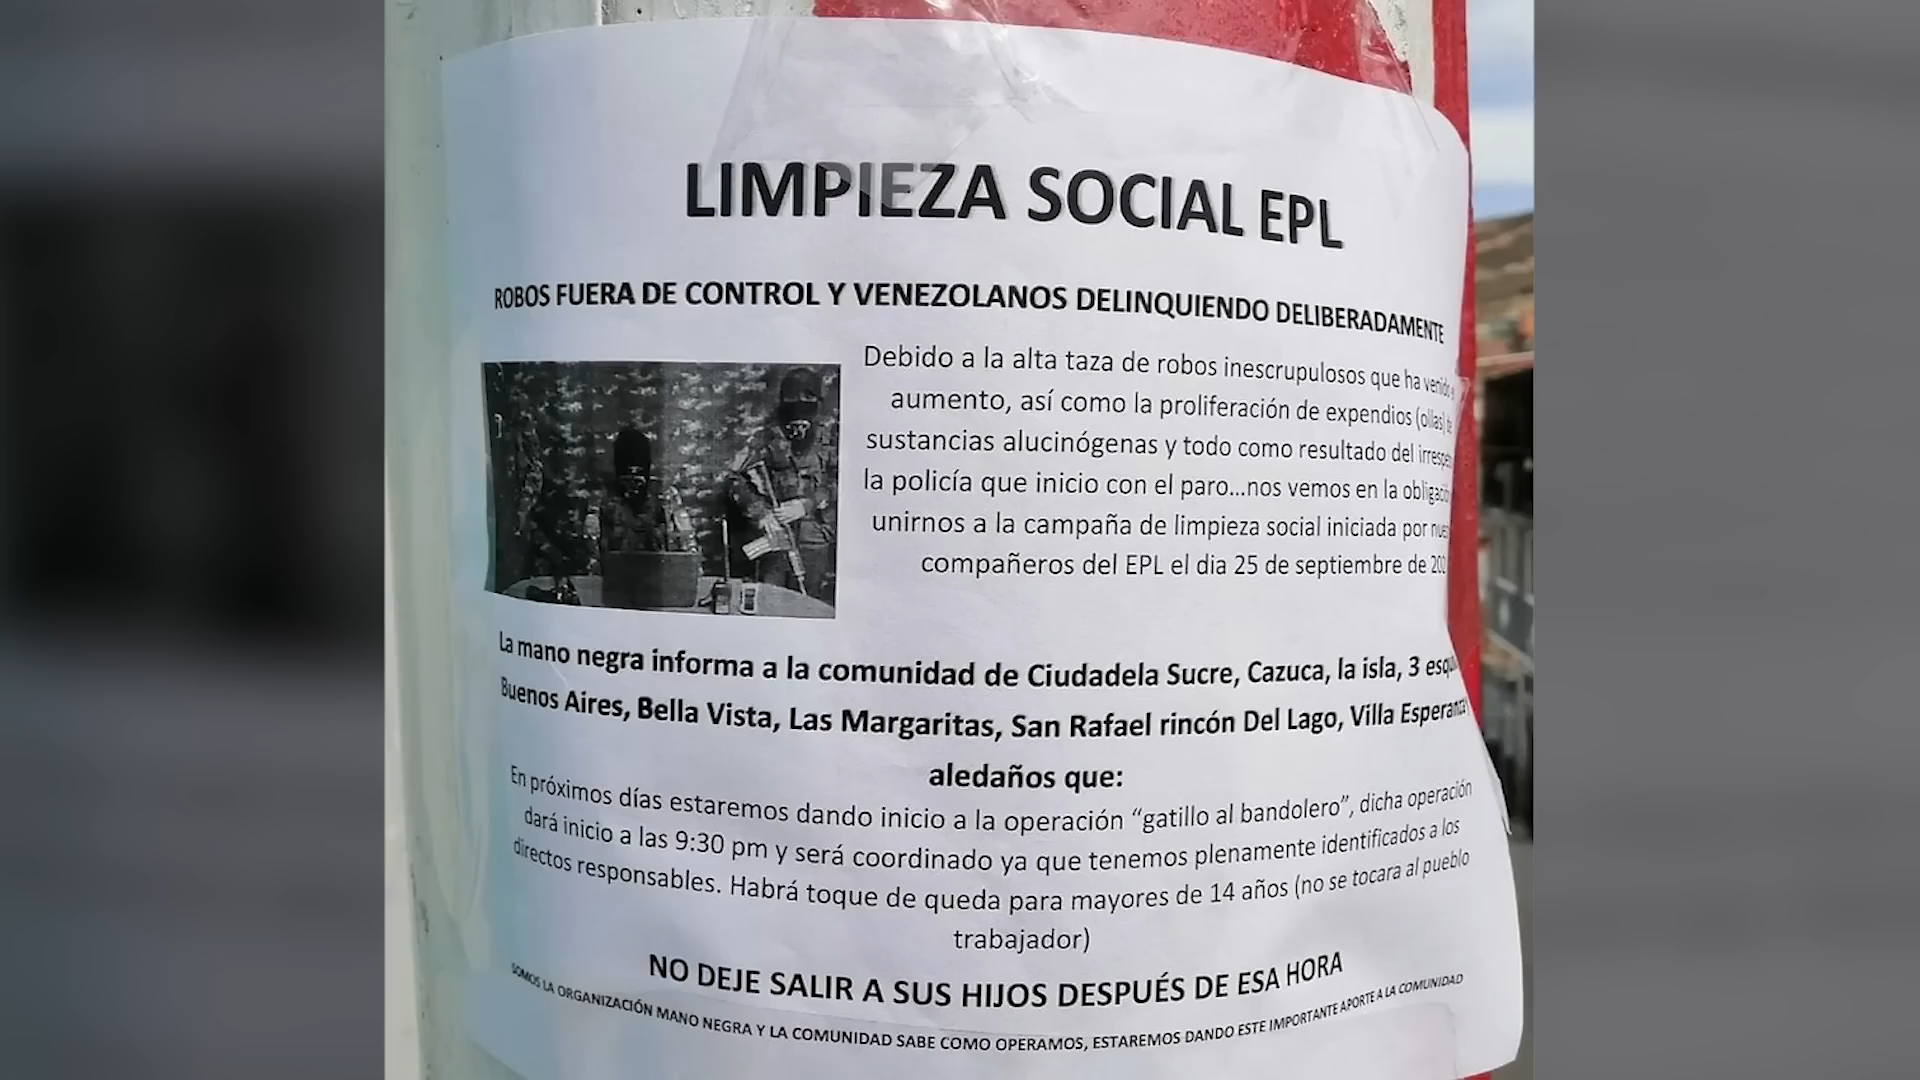 LIMPIEZA SOCIAL EPL
ROBOS FUERA DE CONTROL Y VENEZOLANOS DELINQUIENDO DELIBERADAMENTE
Debido a la alta taza de robos inescrupulosos que ha
aumento, así como la proliferación de expendios (ollas)
sustancias alucinógenas y todo como resultado del
la policía que inicio con el paro...nos vemos en la
unirnos a la campaña de limpieza social iniciada por
compañeros del EPL el dia 25 de septiembre de
La mano negra informa a la comunidad de Ciudadela Sucre, Cazuca, la isla, 3
Buenos Aires, Bella Vista, Las Margaritas, San Rafael rincón Del Lago, Villa
aledaños que:
En próximos días estaremos dando inicio a la operación "gatillo al bandolero", dicha operación
dará inicio a las 9:30 pm y será coordinado ya que tenemos plenamente identificados a los
directos responsables. Habrá toque de queda para mayores de 14 años (no se tocara al pueblo
trabajador)
NO DEJE SALIR A SUS HIJOS DESPUÉS DE ESA HORA
SOMOS LA ORGANIZACIÓN MANO NEGRA Y LA COMUNIDAD SABE COMO OPERAMOS, ESTAREMOS DANDO ESTE IMPORTANTE APORTE A LA COMUNIDAD